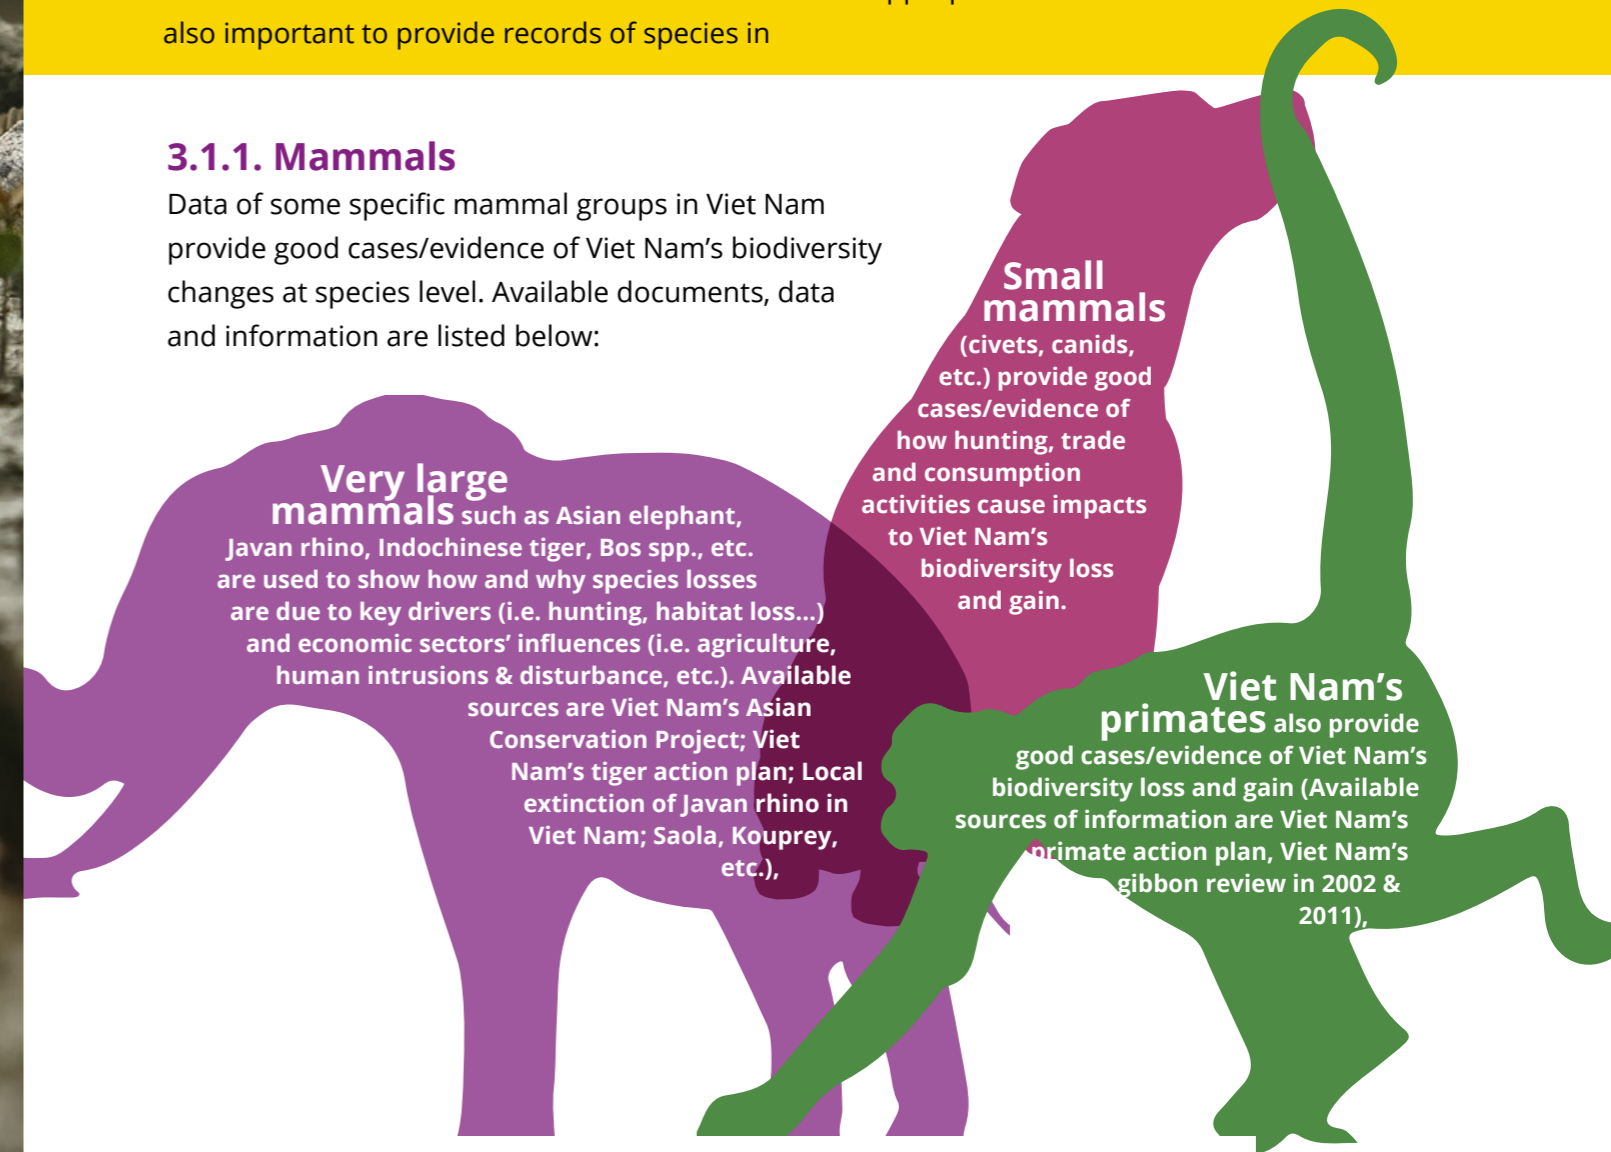 also important to provide records of species in
3.1.1. Mammals
Data of some specific mammal groups in Viet Nam
provide good cases/evidence of Viet Nam's biodiversity
changes at species level. Available documents, data
and information are listed below:
Very large
mammals such as Asian elephant,
Javan rhino, Indochinese tiger, Bos spp., etc.
are used to show how and why species losses
are due to key drivers (i.e. hunting, habitat loss...)
and economic sectors' influences (i.e. agriculture,
human intrusions & disturbance, etc.). Available
sources are Viet Nam's Asian
Conservation Project; Viet
Nam's tiger action plan; Local
extinction of Javan rhino in
Viet Nam; Saola, Kouprey,
etc.),
Small
mammals
(civets, canids,
etc.) provide good
cases/evidence of
how hunting, trade
and consumption
activities cause impacts
to Viet Nam's
biodiversity loss
and gain.
Viet Nam's
primates also provide
good cases/evidence of Viet Nam's
biodiversity loss and gain (Available
sources of information are Viet Nam's
primate action plan, Viet Nam's
gibbon review in 2002 &
2011),